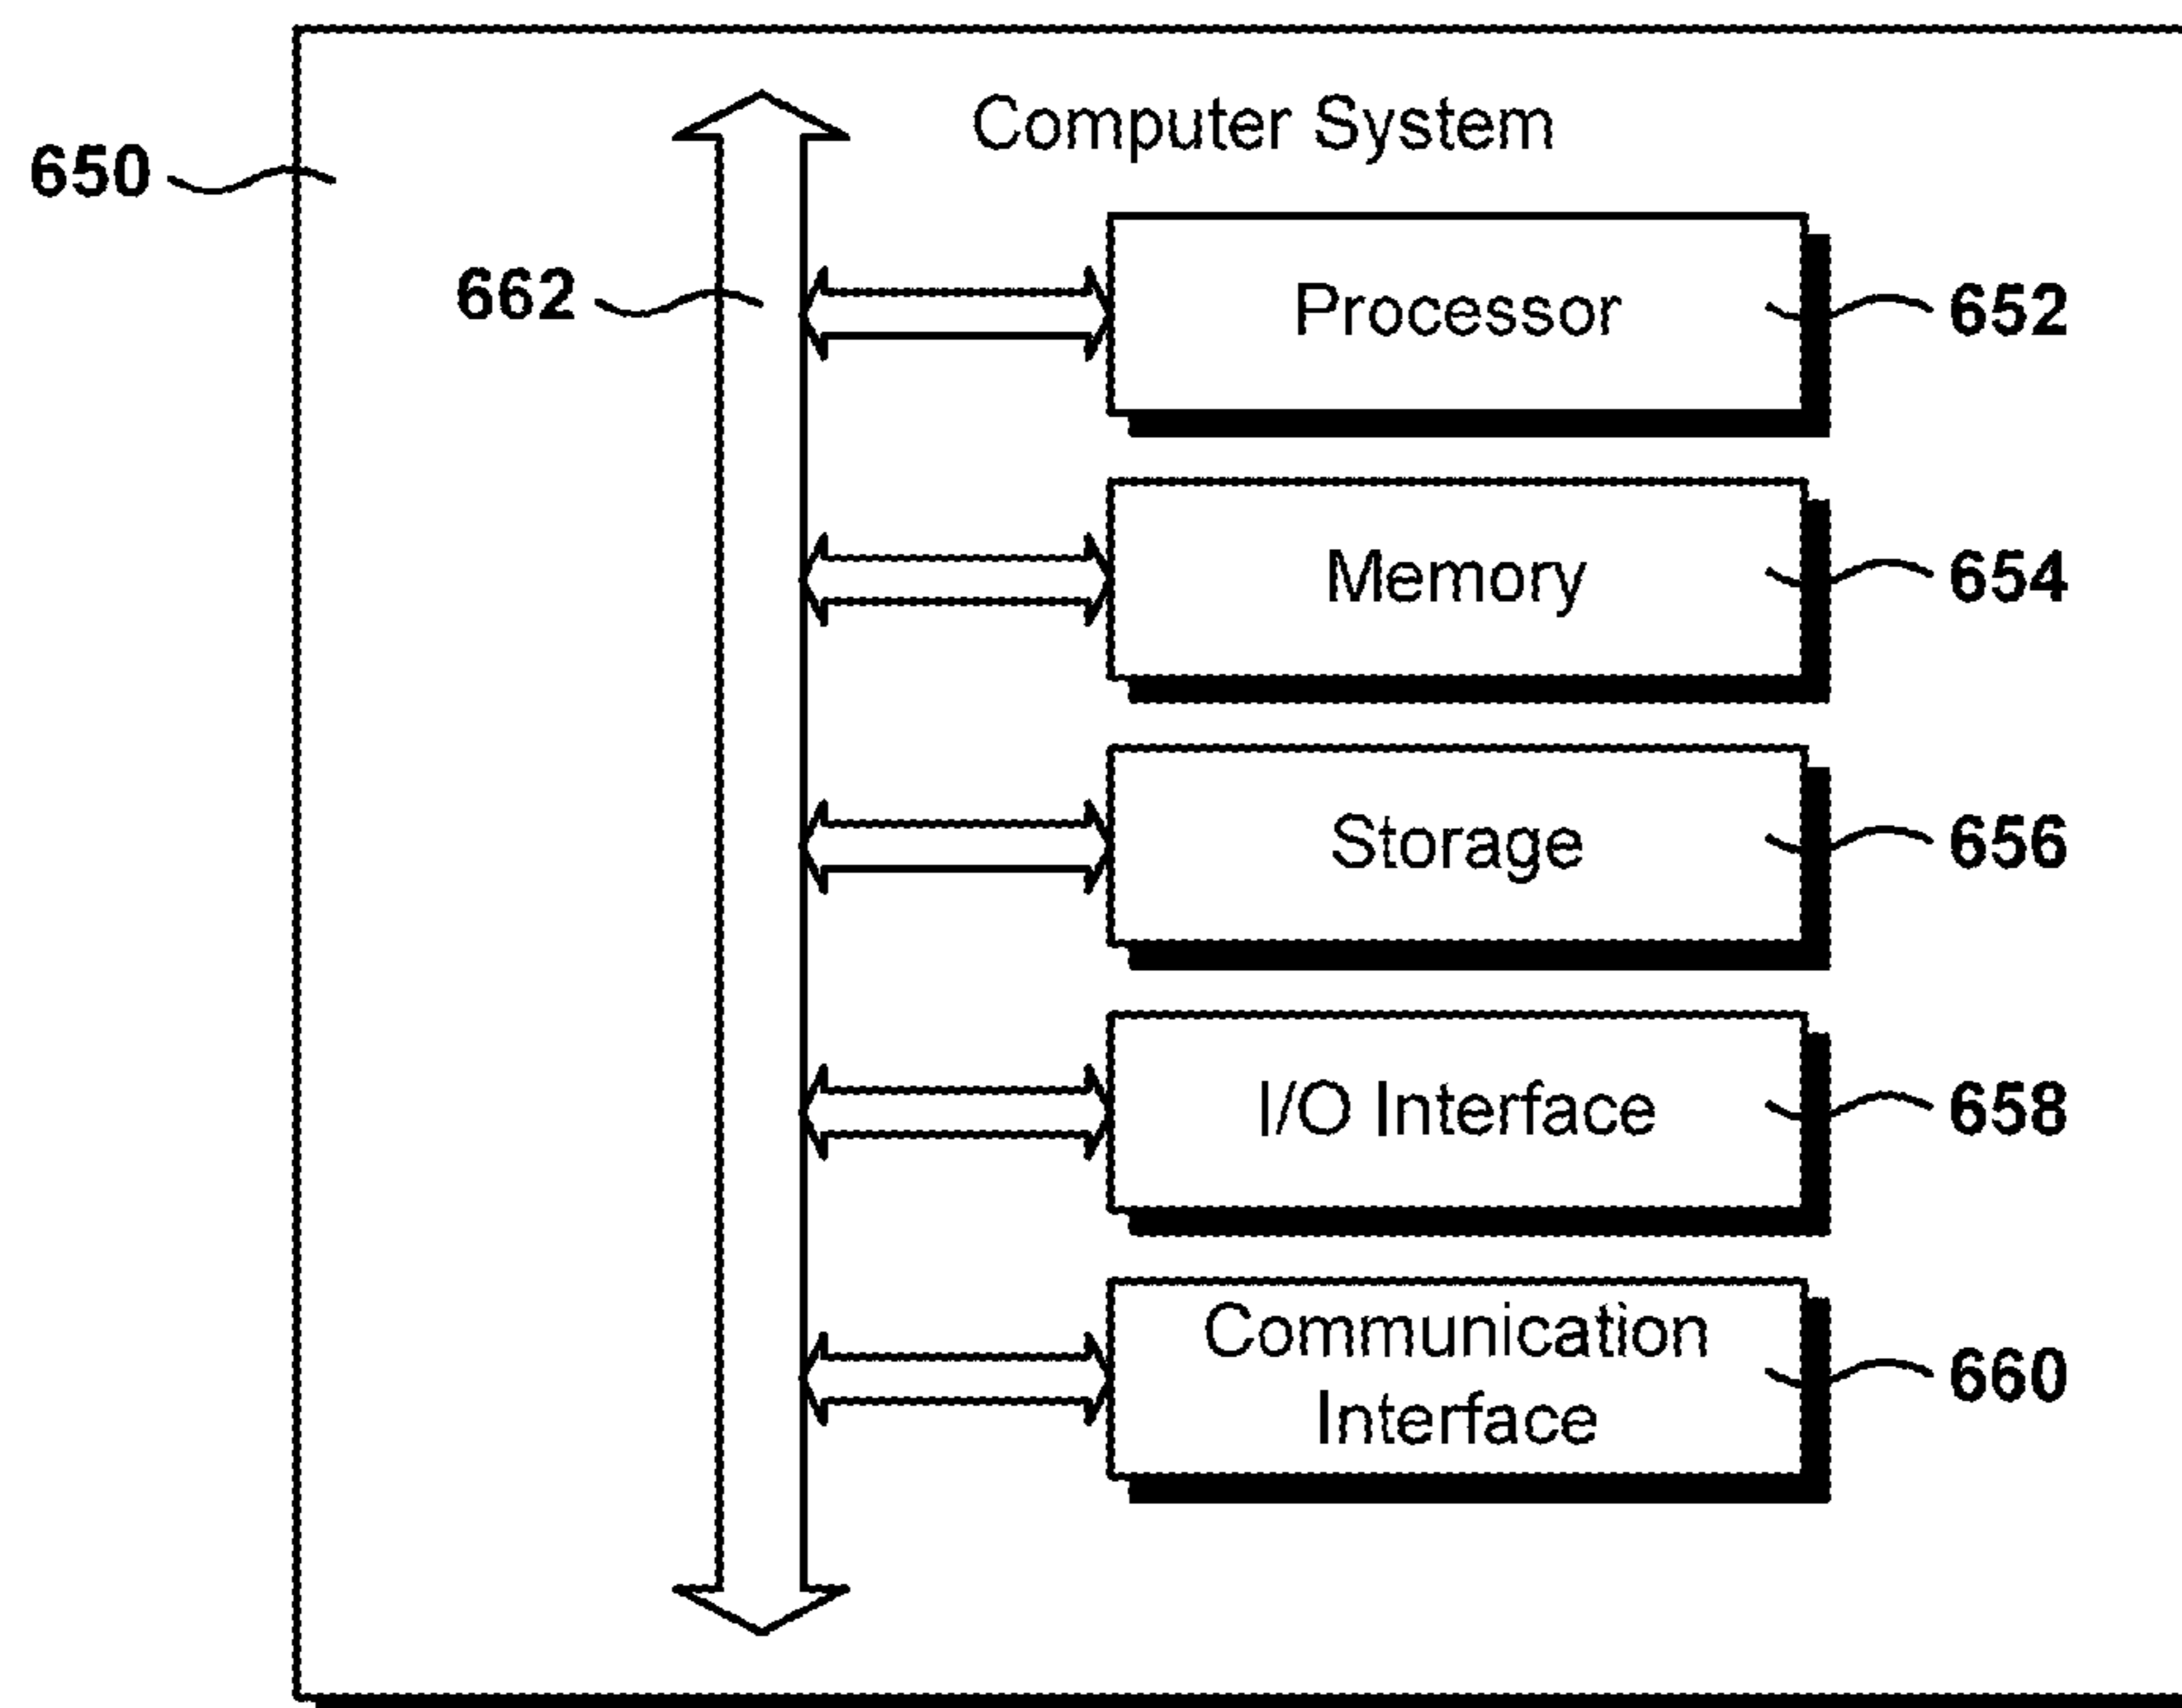 Computer System
650
662
Processor
652
Memory
654
Storage
656
I/O Interface
658
Communication
Interface
660